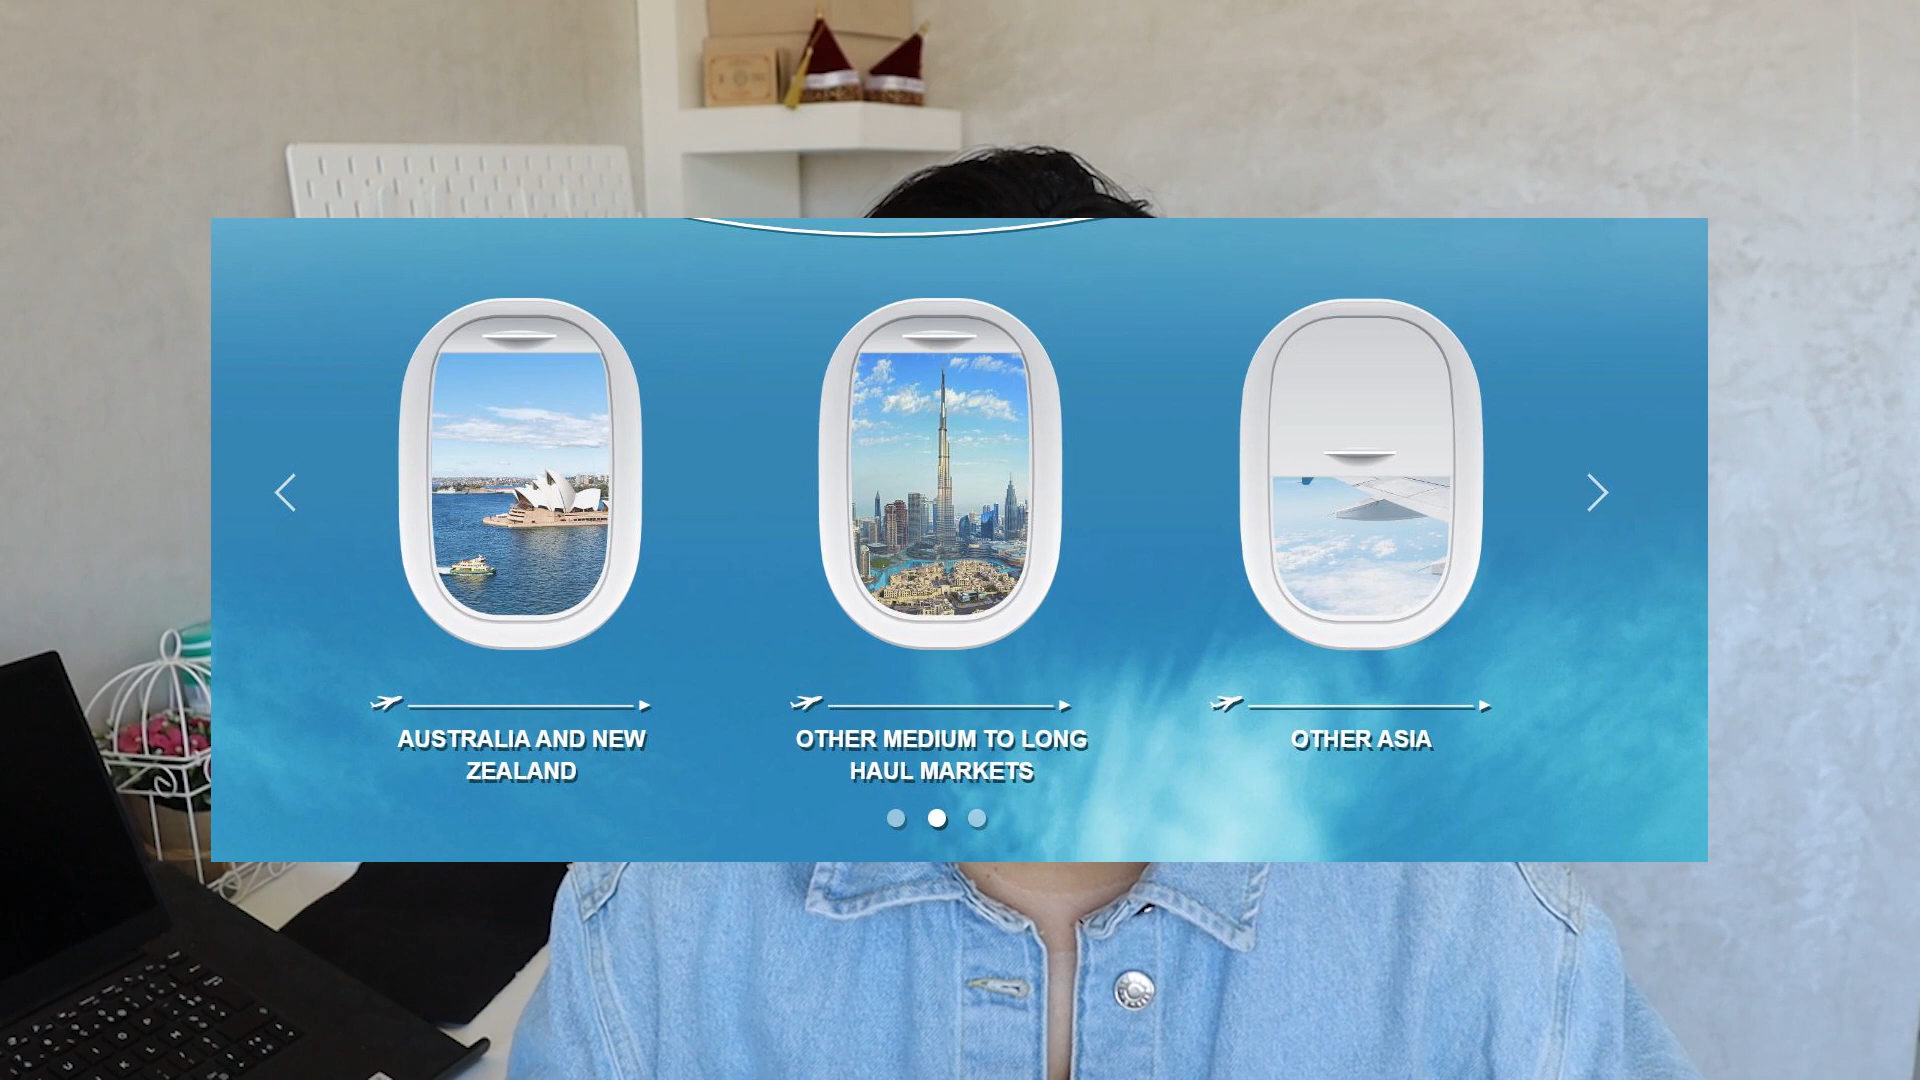 AUSTRALIA AND NEW
ZEALAND
OTHER MEDIUM TO LONG
HAUL MARKETS
OTHER ASIA